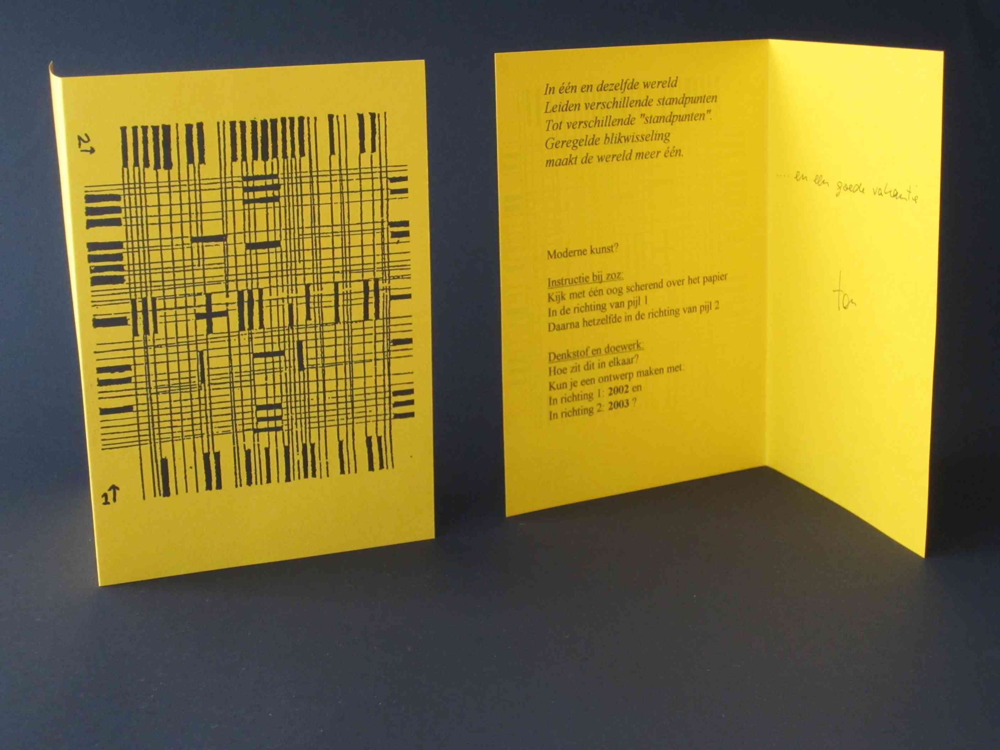 2↑
1↑
In één en dezelfde wereld
Leiden verschillende standpunten
Tot verschillende "standpunten".
Geregelde blikwisseling
maakt de wereld meer één.
Moderne kunst?
Instructie bij zoz:
Kijk met één oog scherend over het papier
In de richting van pijl 1
Daarna hetzelfde in de richting van pijl 2
Denkstof en doewerk:
Hoe zit dit in elkaar?
Kun je een ontwerp maken met:
In richting 1: 2002 en
In richting 2: 2003 ?
.... en een goede vakantie
ton